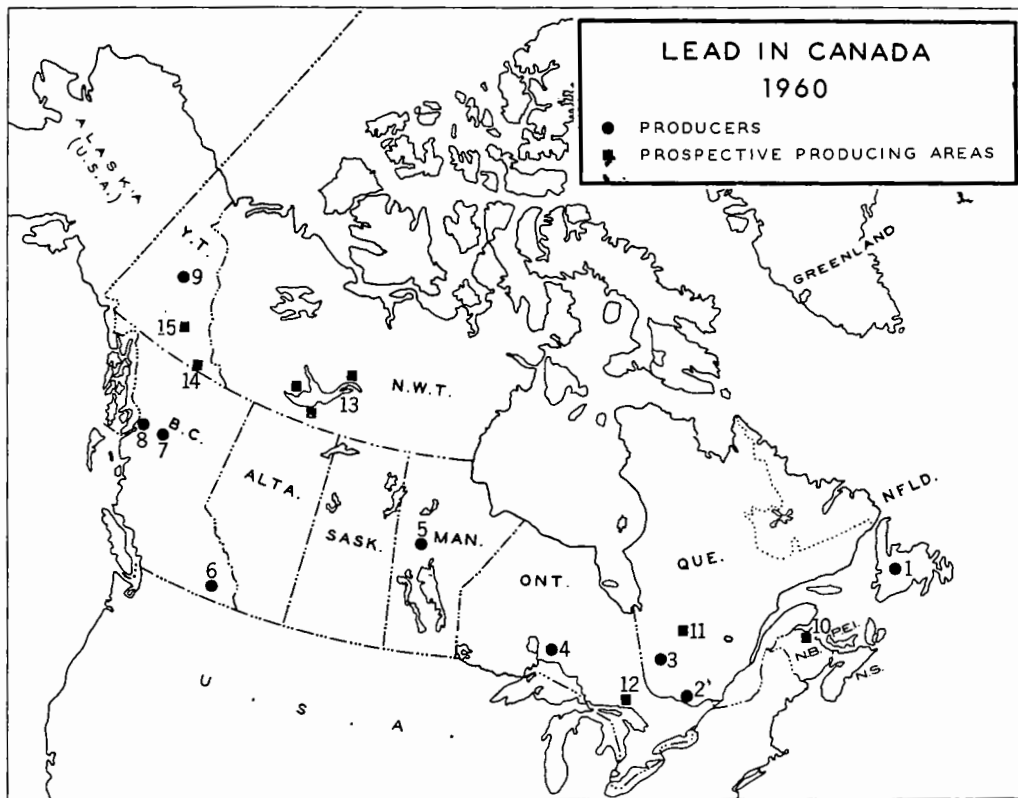 LEAD IN CANADA
1960
PRODUCERS
PROSPECTIVE PRODUCING AREAS
ALASKA
(U.S.A.)
GREENLAND
Y.T.
9
15
14
13
N.W.T.
8
7
B.C.
ALTA.
SASK.
5
MAN.
6
ONT.
QUE.
NFLD.
1
10
P.E.I.
N.B.
N.S.
11
4
3
12
2
U. S. A.